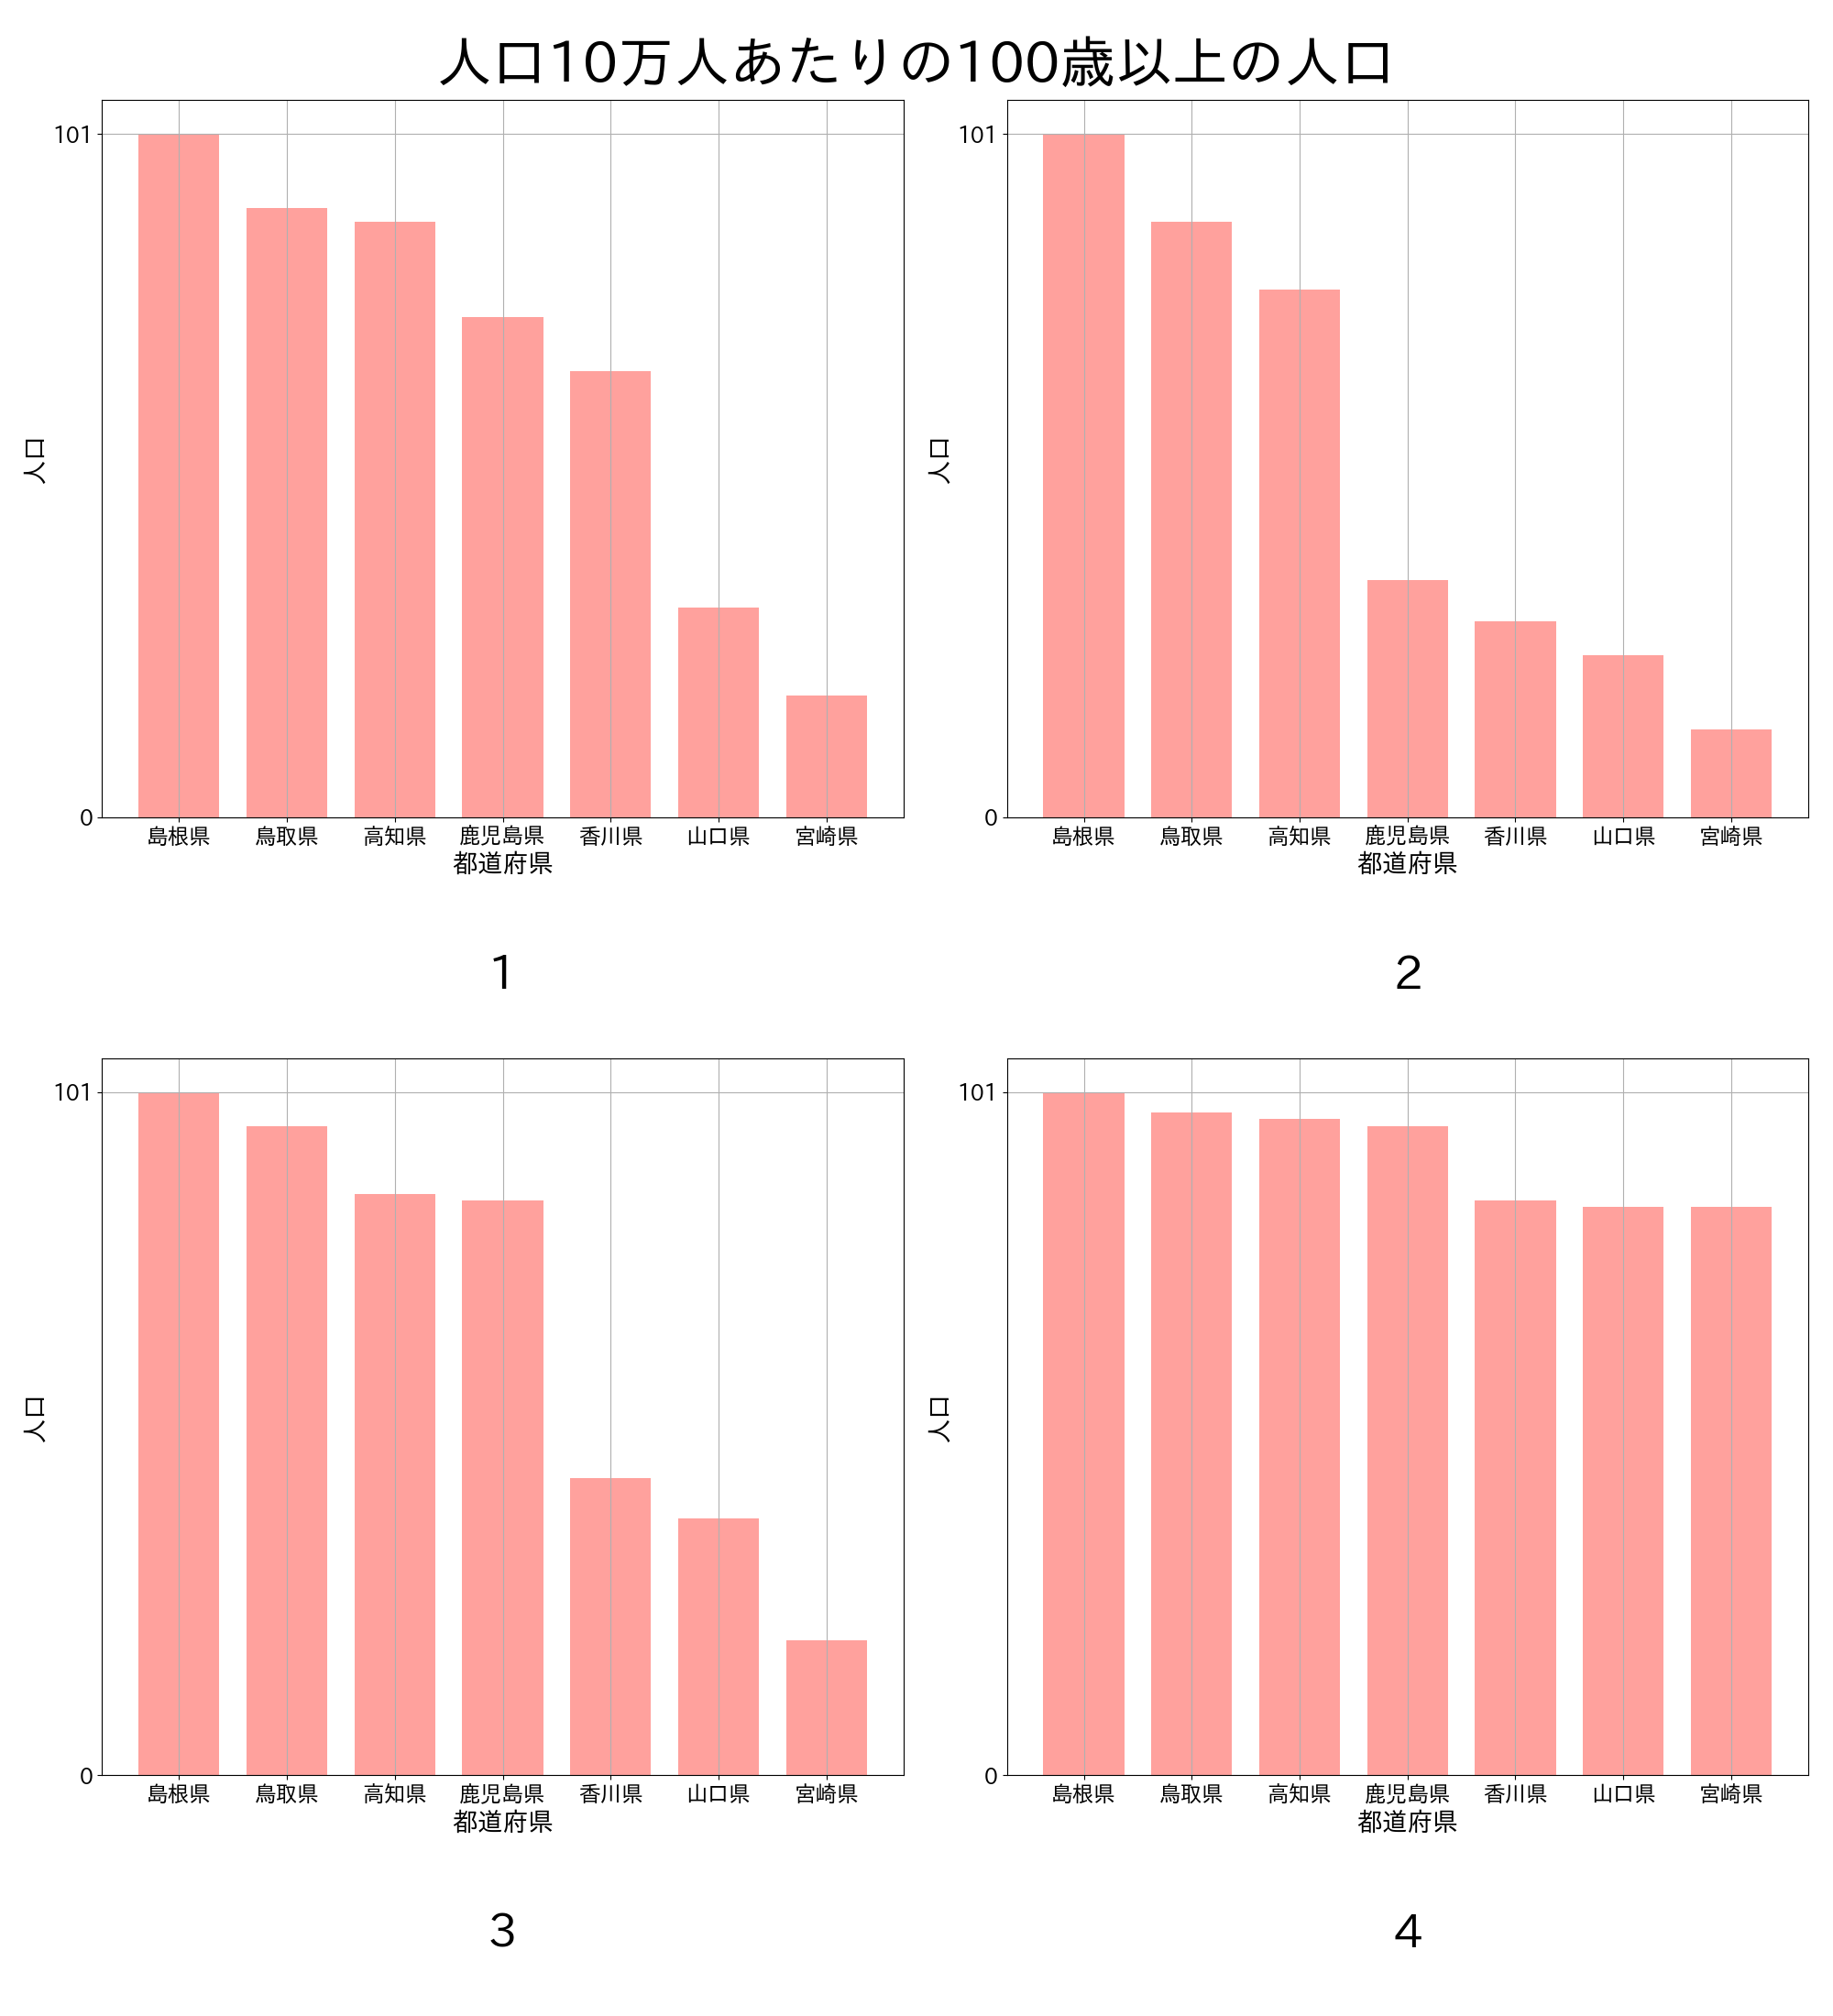 人口10万人あたりの100歳以上の人口
101
0
人口
島根県 鳥取県 高知県 鹿児島県 香川県 山口県 宮崎県
都道府県
1
101
0
人口
島根県 鳥取県 高知県 鹿児島県 香川県 山口県 宮崎県
都道府県
2
101
0
人口
島根県 鳥取県 高知県 鹿児島県 香川県 山口県 宮崎県
都道府県
3
101
0
人口
島根県 鳥取県 高知県 鹿児島県 香川県 山口県 宮崎県
都道府県
4